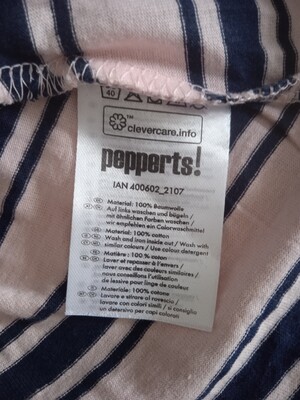 40
™
clevercare.info
pepperts!
IAN 400602_2107
Material: 100% Baumwolle
Auf links waschen und bügeln /
mit ähnlichen Farben waschen /
wir empfehlen ein Colorwaschmittel
Material: 100% cotton
Wash and iron inside out / Wash with
similar colours / Use colour detergent
Matière : 100 % coton
Laver et repasser à l'envers /
laver avec des couleurs similaires /
nous conseillons l'utilisation
de lessive pour linge de couleur
Materiale: 100% cotone
Lavare e stirare al rovescio /
lavare con colori simili / si consiglia
un detersivo per capi colorati